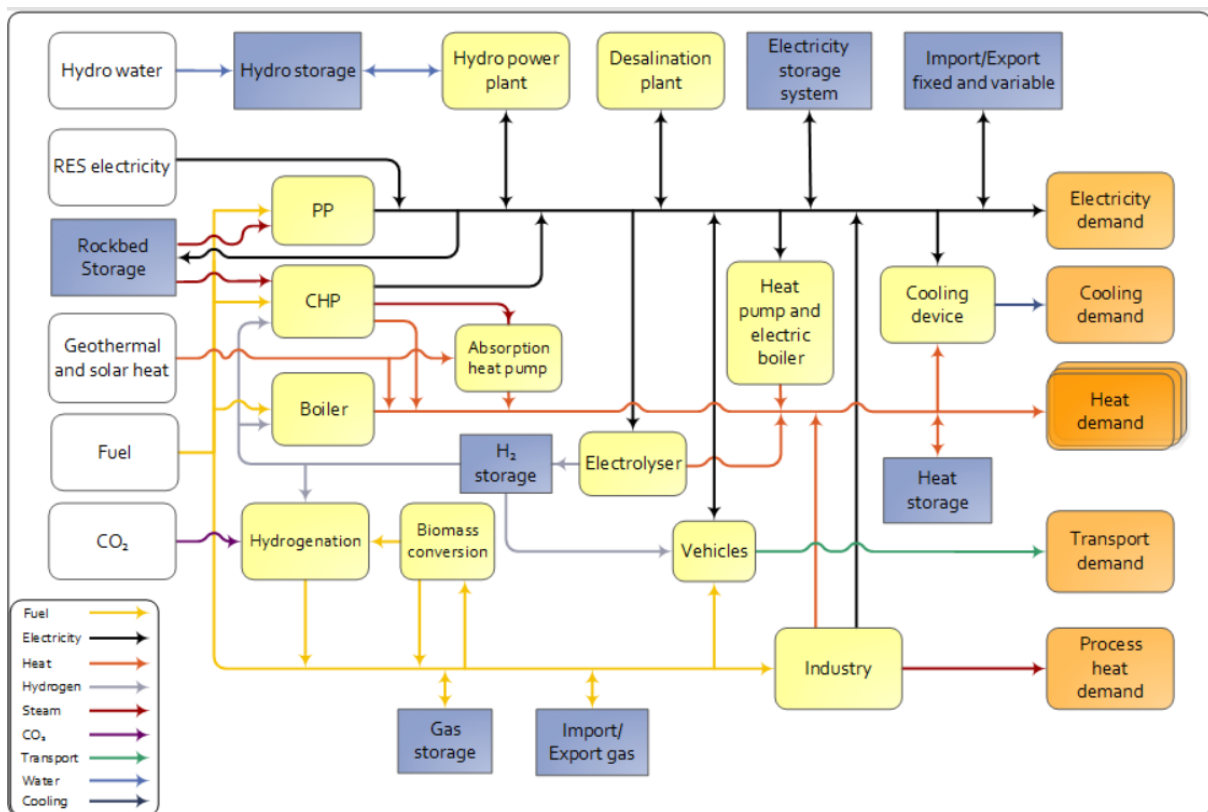 Hydro water
Hydro storage
Hydro power
plant
Desalination
plant
Electricity
storage
system
Import/Export
fixed and variable
RES electricity
PP
Electricity
demand
Rockbed
Storage
CHP
Heat
pump and
electric
boiler
Cooling
device
Cooling
demand
Geothermal
and solar heat
Absorption
heat pump
Boiler
Heat
demand
Fuel
H₂
storage
Electrolyser
Heat
storage
CO₂
Hydrogenation
Biomass
conversion
Vehicles
Transport
demand
Fuel
Electricity
Heat
Hydrogen
Steam
CO₂
Transport
Water
Cooling
Industry
Process
heat
demand
Gas
storage
Import/
Export gas